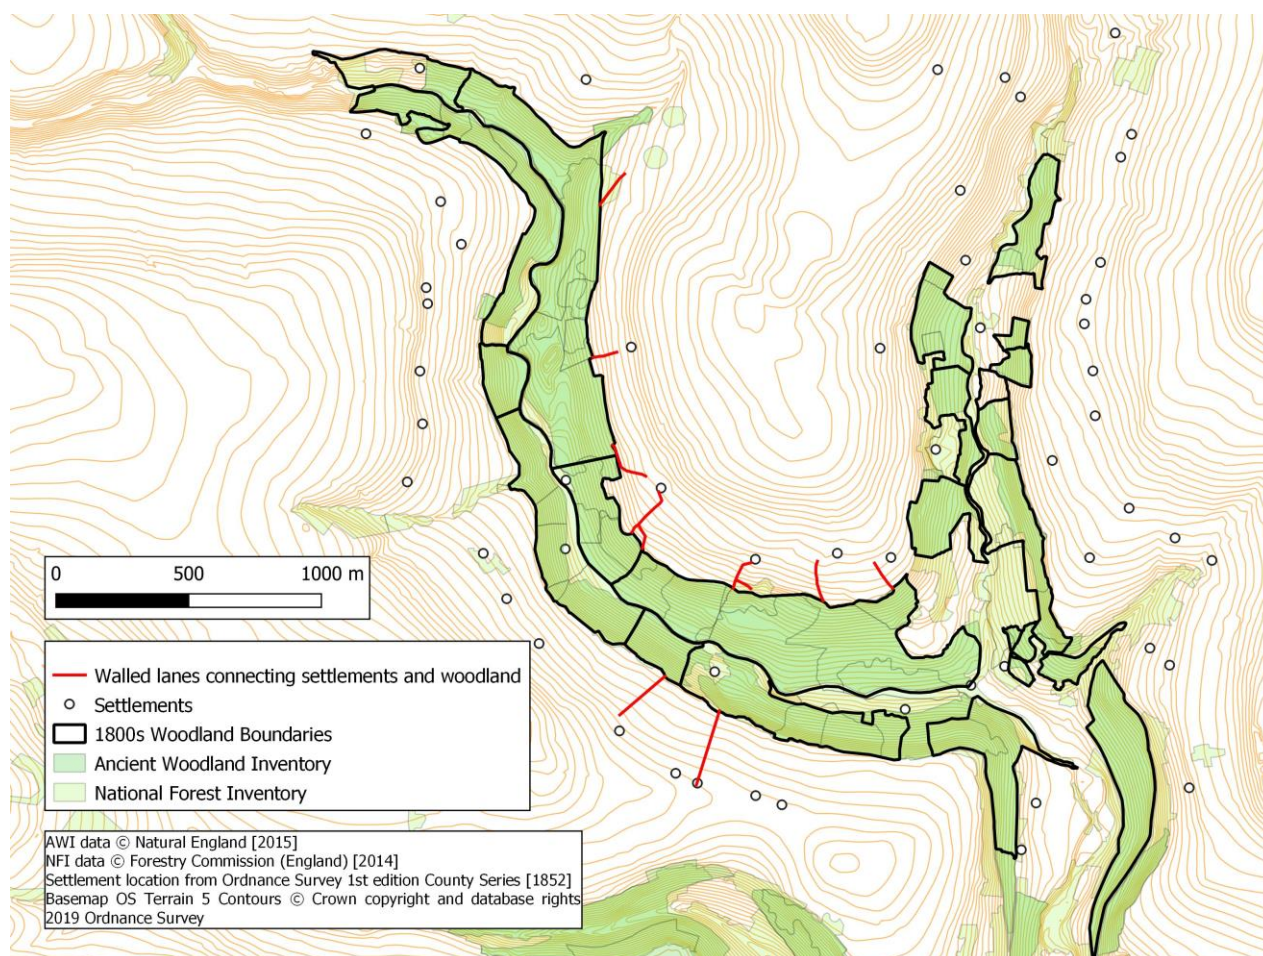 0 500 1000 m
Walled lanes connecting settlements and woodland
Settlements
1800s Woodland Boundaries
Ancient Woodland Inventory
National Forest Inventory
AWI data © Natural England [2015]
NFI data © Forestry Commission (England) [2014]
Settlement location from Ordnance Survey 1st edition County Series [1852]
Basemap OS Terrain 5 Contours © Crown copyright and database rights
2019 Ordnance Survey